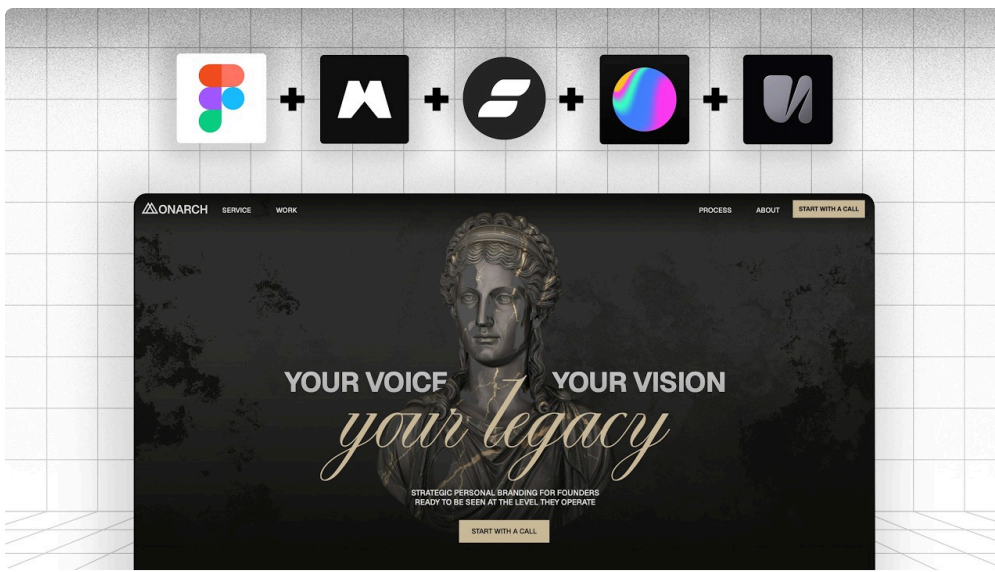 MONARCH
SERVICE
WORK
PROCESS
ABOUT
START WITH A CALL
YOUR VOICE
YOUR VISION
your legacy
STRATEGIC PERSONAL BRANDING FOR FOUNDERS
READY TO BE SEEN AT THE LEVEL THEY OPERATE
START WITH A CALL